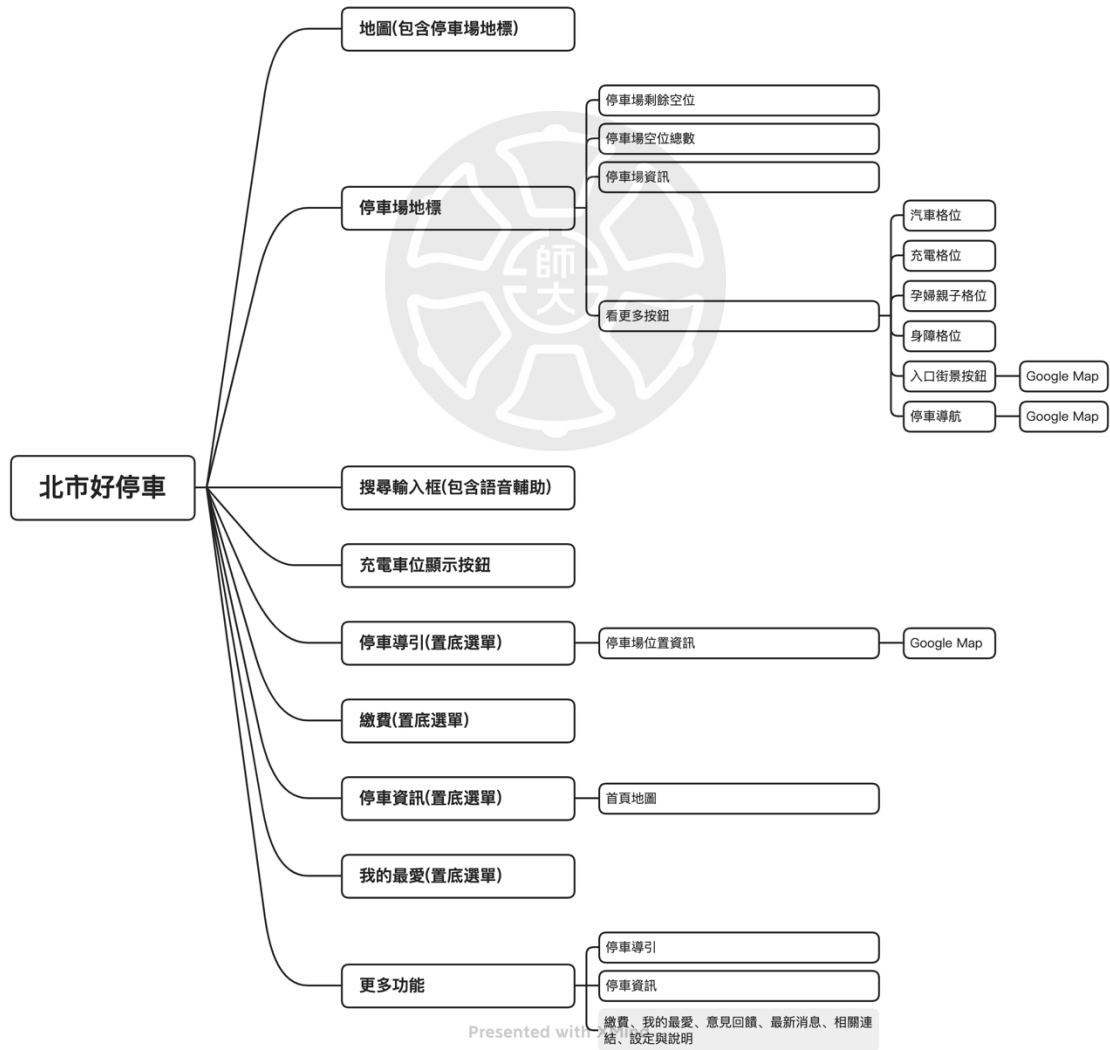 北市好停車
地圖(包含停車場地標)
停車場地標
停車場剩餘空位
停車場空位總數
停車場資訊
看更多按鈕
汽車格位
充電格位
孕婦親子格位
身障格位
入口街景按鈕
Google Map
停車導航
Google Map
師大
搜尋輸入框(包含語音輔助)
充電車位顯示按鈕
停車導引(置底選單)
停車場位置資訊
Google Map
繳費(置底選單)
停車資訊(置底選單)
首頁地圖
我的最愛(置底選單)
更多功能
停車導引
停車資訊
繳費、我的最愛、意見回饋、最新消息、相關連
結、設定與說明
Presented with XMind